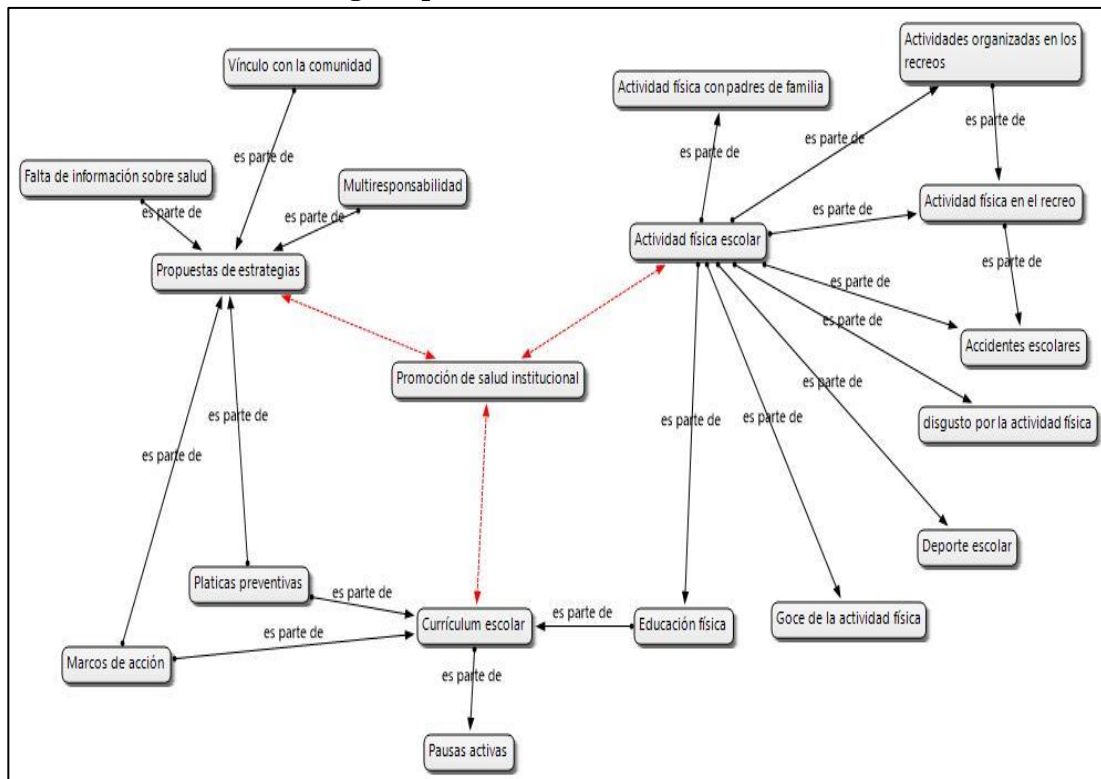 Actividades organizadas en los
recreos
Vínculo con la comunidad
Actividad física con padres de familia
es parte de
es parte de
es parte de
Falta de información sobre salud
Multiresponsabilidad
Actividad física en el recreo
es parte de
es parte de
es parte de
es parte de
Actividad física escolar
Propuestas de estrategias
es parte de
es parte de
es parte de
Accidentes escolares
Promoción de salud institucional
es parte de
es parte de
disgusto por la actividad física
es parte de
es parte de
es parte de
Deporte escolar
Platicas preventivas
es parte de
es parte de
Goce de la actividad física
Currículum escolar
Educación física
es parte de
Marcos de acción
es parte de
Pausas activas